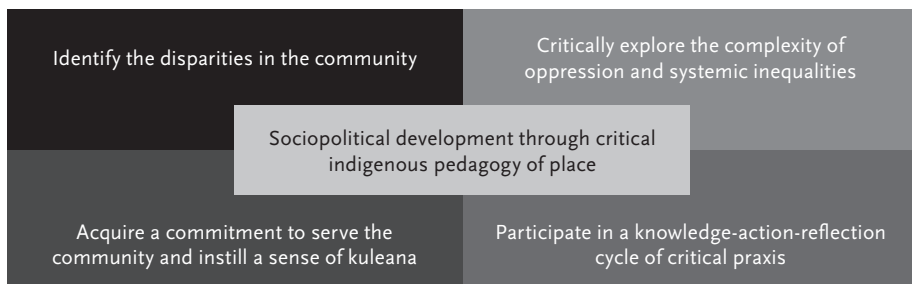 Identify the disparities in the community
Critically explore the complexity of
oppression and systemic inequalities
Sociopolitical development through critical
indigenous pedagogy of place
Acquire a commitment to serve the
community and instill a sense of kuleana
Participate in a knowledge-action-reflection
cycle of critical praxis